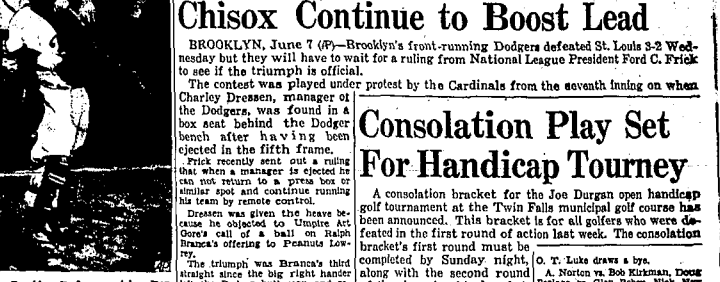 Chisox Continue to Boost Lead
BROOKLYN, June 7 (AP)—Brooklyn's front-running Dodgers defeated St. Louis 3-2 Wed-
nesday but they will have to wait for a ruling from National League President Ford C. Frick
to see if the triumph is official.
The contest was played under protest by the Cardinals from the seventh inning on when
Charley Dressen, manager of
the Dodgers, was found in a
box seat behind the Dodger
bench after having been
ejected in the fifth frame.
Frick recently sent out a ruling
that when a manager is ejected he
can not return to a press box or
similar spot and continue running
his team by remote control.
Dressen was given the heave be-
cause he objected to Umpire Art
Gore's call of a ball on Ralph
Branca's offering to Peanuts Low-
rey.
The triumph was Branca's third
straight since the big right hander
Consolation Play Set
For Handicap Tourney
A consolation bracket for the Joe Durgan open handicap
golf tournament at the Twin Falls municipal golf course has
been announced. This bracket is for all golfers who were de-
feated in the first round of action last week. The consolation
bracket's first round must be
completed by Sunday night,
along with the second round
O. T. Luke draws a bye.
A. Norton vs. Bob Kirkman, Doug